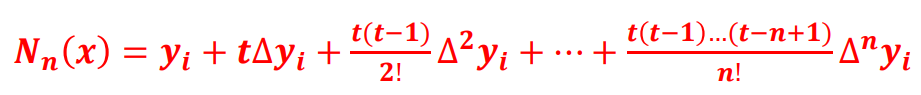 Nₙ(x) = yᵢ + tΔyᵢ + t(t−1)/2! Δ²yᵢ + ⋯ + t(t−1)…(t−n+1)/n! Δⁿyᵢ